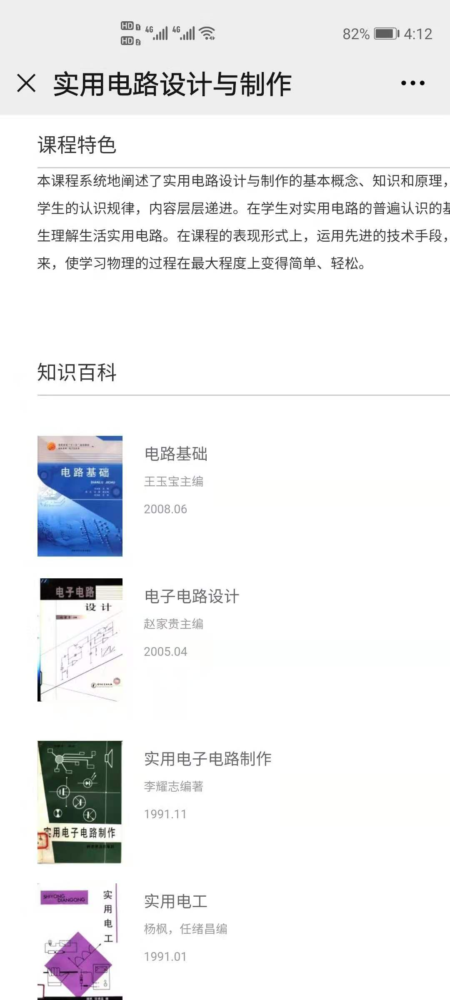 HD 1 4G 4G
HD 2
82% 4:12
实用电路设计与制作
课程特色
本课程系统地阐述了实用电路设计与制作的基本概念、知识和原理，
学生的认识规律，内容层层递进。在学生对实用电路的普遍认识的基
生理解生活实用电路。在课程的表现形式上，运用先进的技术手段，
来，使学习物理的过程在最大程度上变得简单、轻松。
知识百科
电路基础
DIANLU JICHU
电路基础
王玉宝主编
2008.06
电子电路
设计
电子电路设计
赵家贵主编
2005.04
实用电子电路制作
实用电子电路制作
李耀志编著
1991.11
SHIYONG
DIANGONG
实用电工
实用电工
杨枫，任绪昌编
1991.01